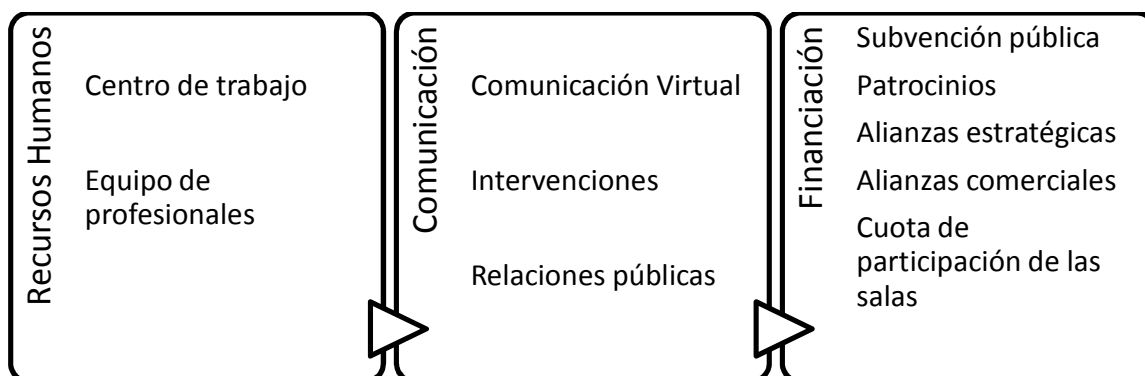 Recursos Humanos
Centro de trabajo
Equipo de
profesionales
Comunicación
Comunicación Virtual
Intervenciones
Relaciones públicas
Financiación
Subvención pública
Patrocinios
Alianzas estratégicas
Alianzas comerciales
Cuota de
participación de las
salas